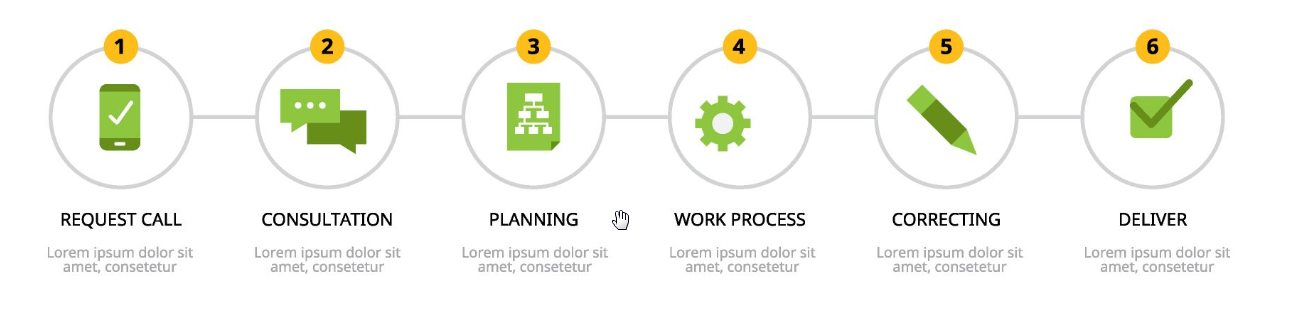 1
2
3
4
5
6
REQUEST CALL
CONSULTATION
PLANNING
WORK PROCESS
CORRECTING
DELIVER
Lorem ipsum dolor sit
amet, consetetur
Lorem ipsum dolor sit
amet, consetetur
Lorem ipsum dolor sit
amet, consetetur
Lorem ipsum dolor sit
amet, consetetur
Lorem ipsum dolor sit
amet, consetetur
Lorem ipsum dolor sit
amet, consetetur